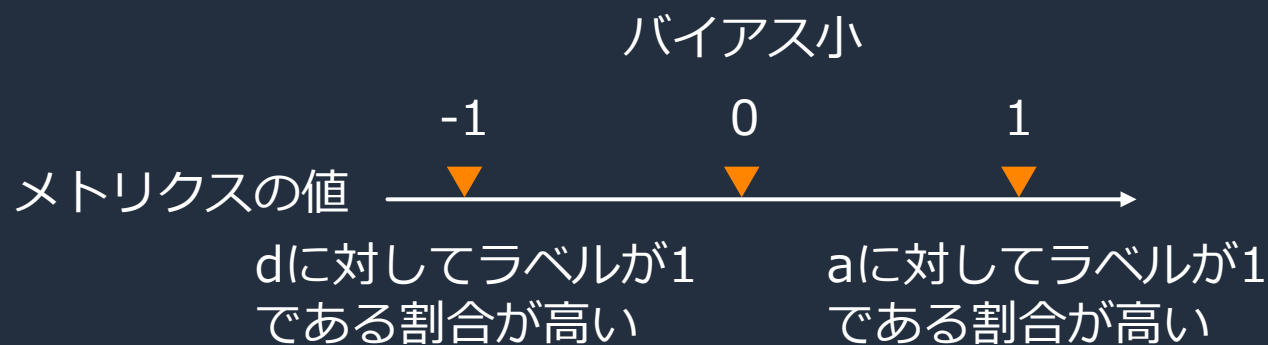 バイアス小
-1 0 1
メトリクスの値
dに対してラベルが1 aに対してラベルが1
である割合が高い である割合が高い